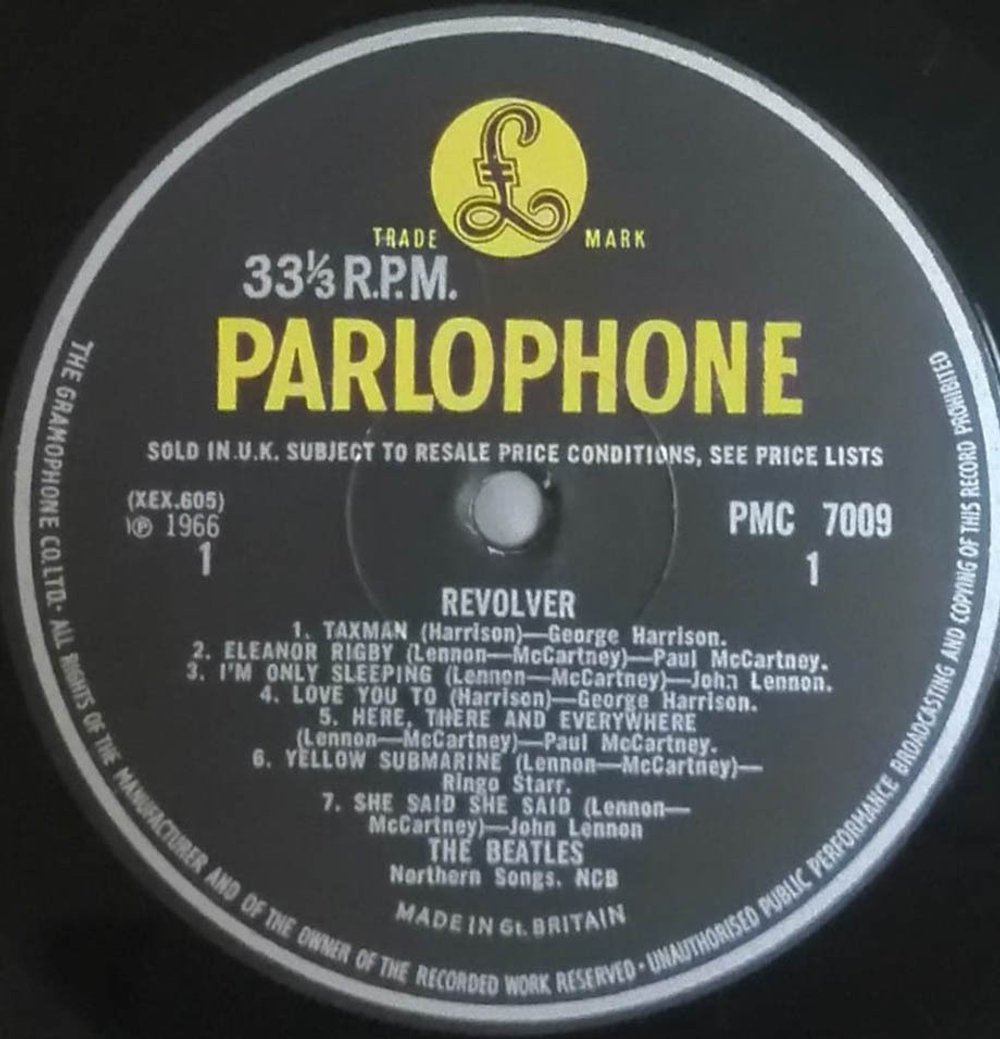 £
TRADE MARK
33⅓ R.P.M.
PARLOPHONE
SOLD IN U.K. SUBJECT TO RESALE PRICE CONDITIONS, SEE PRICE LISTS
(XEX.605)
℗ 1966
1
PMC 7009
1
REVOLVER
1. TAXMAN (Harrison)—George Harrison.
2. ELEANOR RIGBY (Lennon—McCartney)—Paul McCartney.
3. I'M ONLY SLEEPING (Lennon—McCartney)—John Lennon.
4. LOVE YOU TO (Harrison)—George Harrison.
5. HERE, THERE AND EVERYWHERE
(Lennon—McCartney)—Paul McCartney.
6. YELLOW SUBMARINE (Lennon—McCartney)—
Ringo Starr.
7. SHE SAID SHE SAID (Lennon—
McCartney)—John Lennon
THE BEATLES
Northern Songs. NCB
MADE IN Gt. BRITAIN
THE GRAMOPHONE CO. LTD. · ALL RIGHTS OF THE MANUFACTURER AND OF THE OWNER OF THE RECORDED WORK RESERVED · UNAUTHORISED PUBLIC PERFORMANCE BROADCASTING AND COPYING OF THIS RECORD PROHIBITED